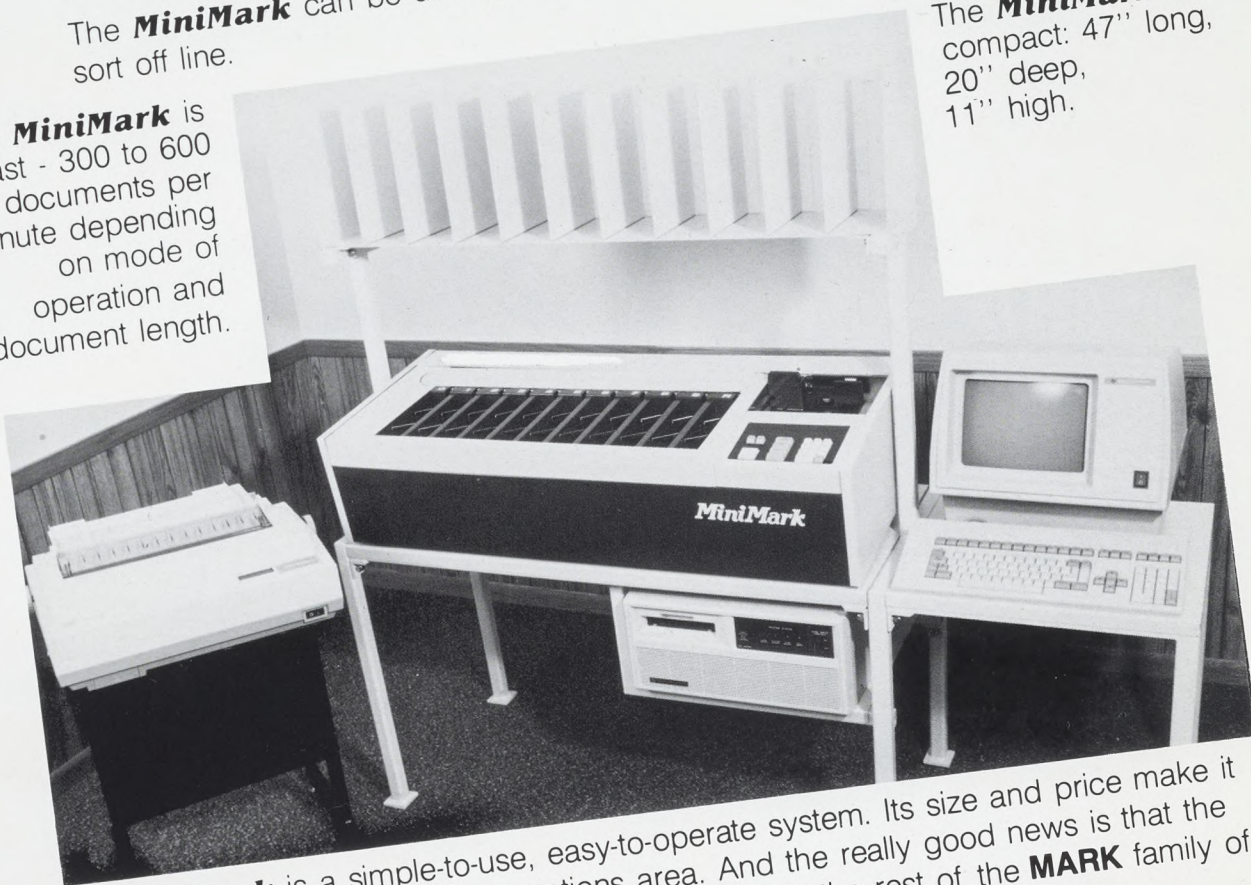 The MiniMark can be
sort off line.
MiniMark is
- 300 to 600
documents per
depending
on mode of
operation and
document length.
The
compact: 47'' long,
20'' deep,
11'' high.
MiniMark
is a simple-to-use, easy-to-operate system. Its size and price make it
area. And the really good news is that the
rest of the MARK family of